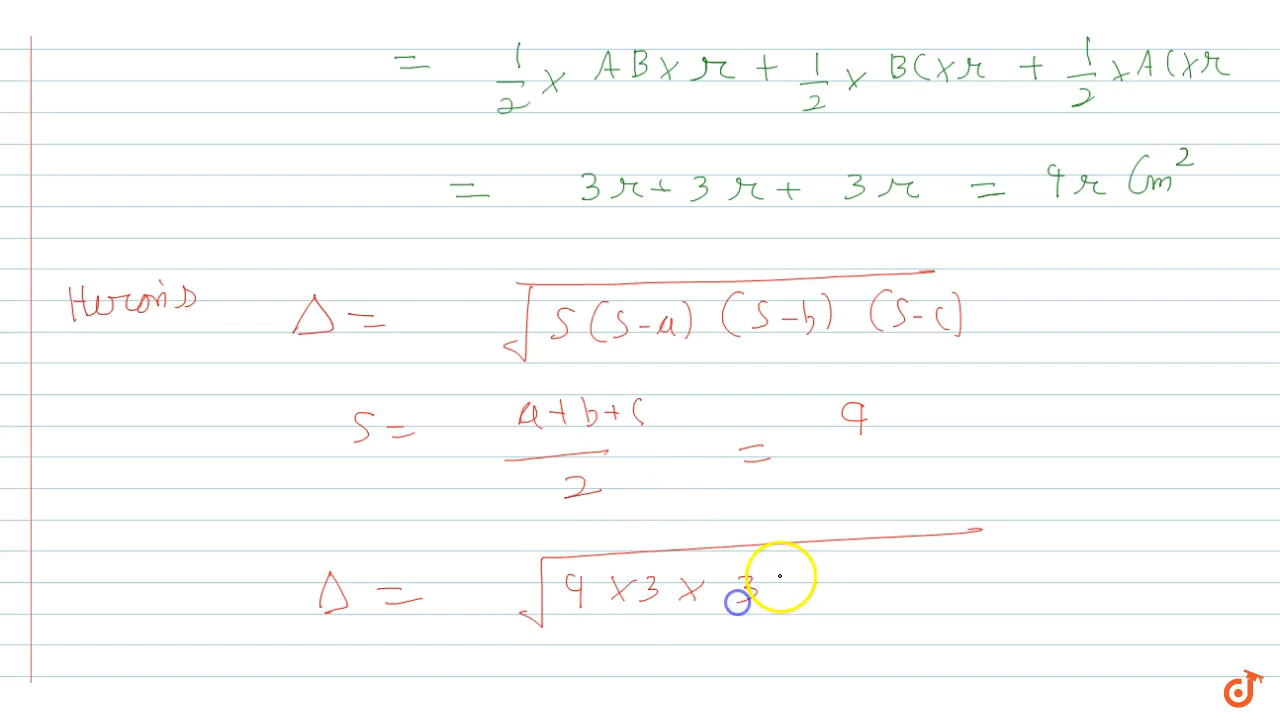 = 1/2 × AB × r + 1/2 × BC × r + 1/2 × AC × r
= 3r + 3r + 3r = 9r Cm²
Heron's Δ = √(S(S-a)(S-b)(S-c))
S = (a+b+c)/2 = 9
Δ = √(9 × 3 × 3